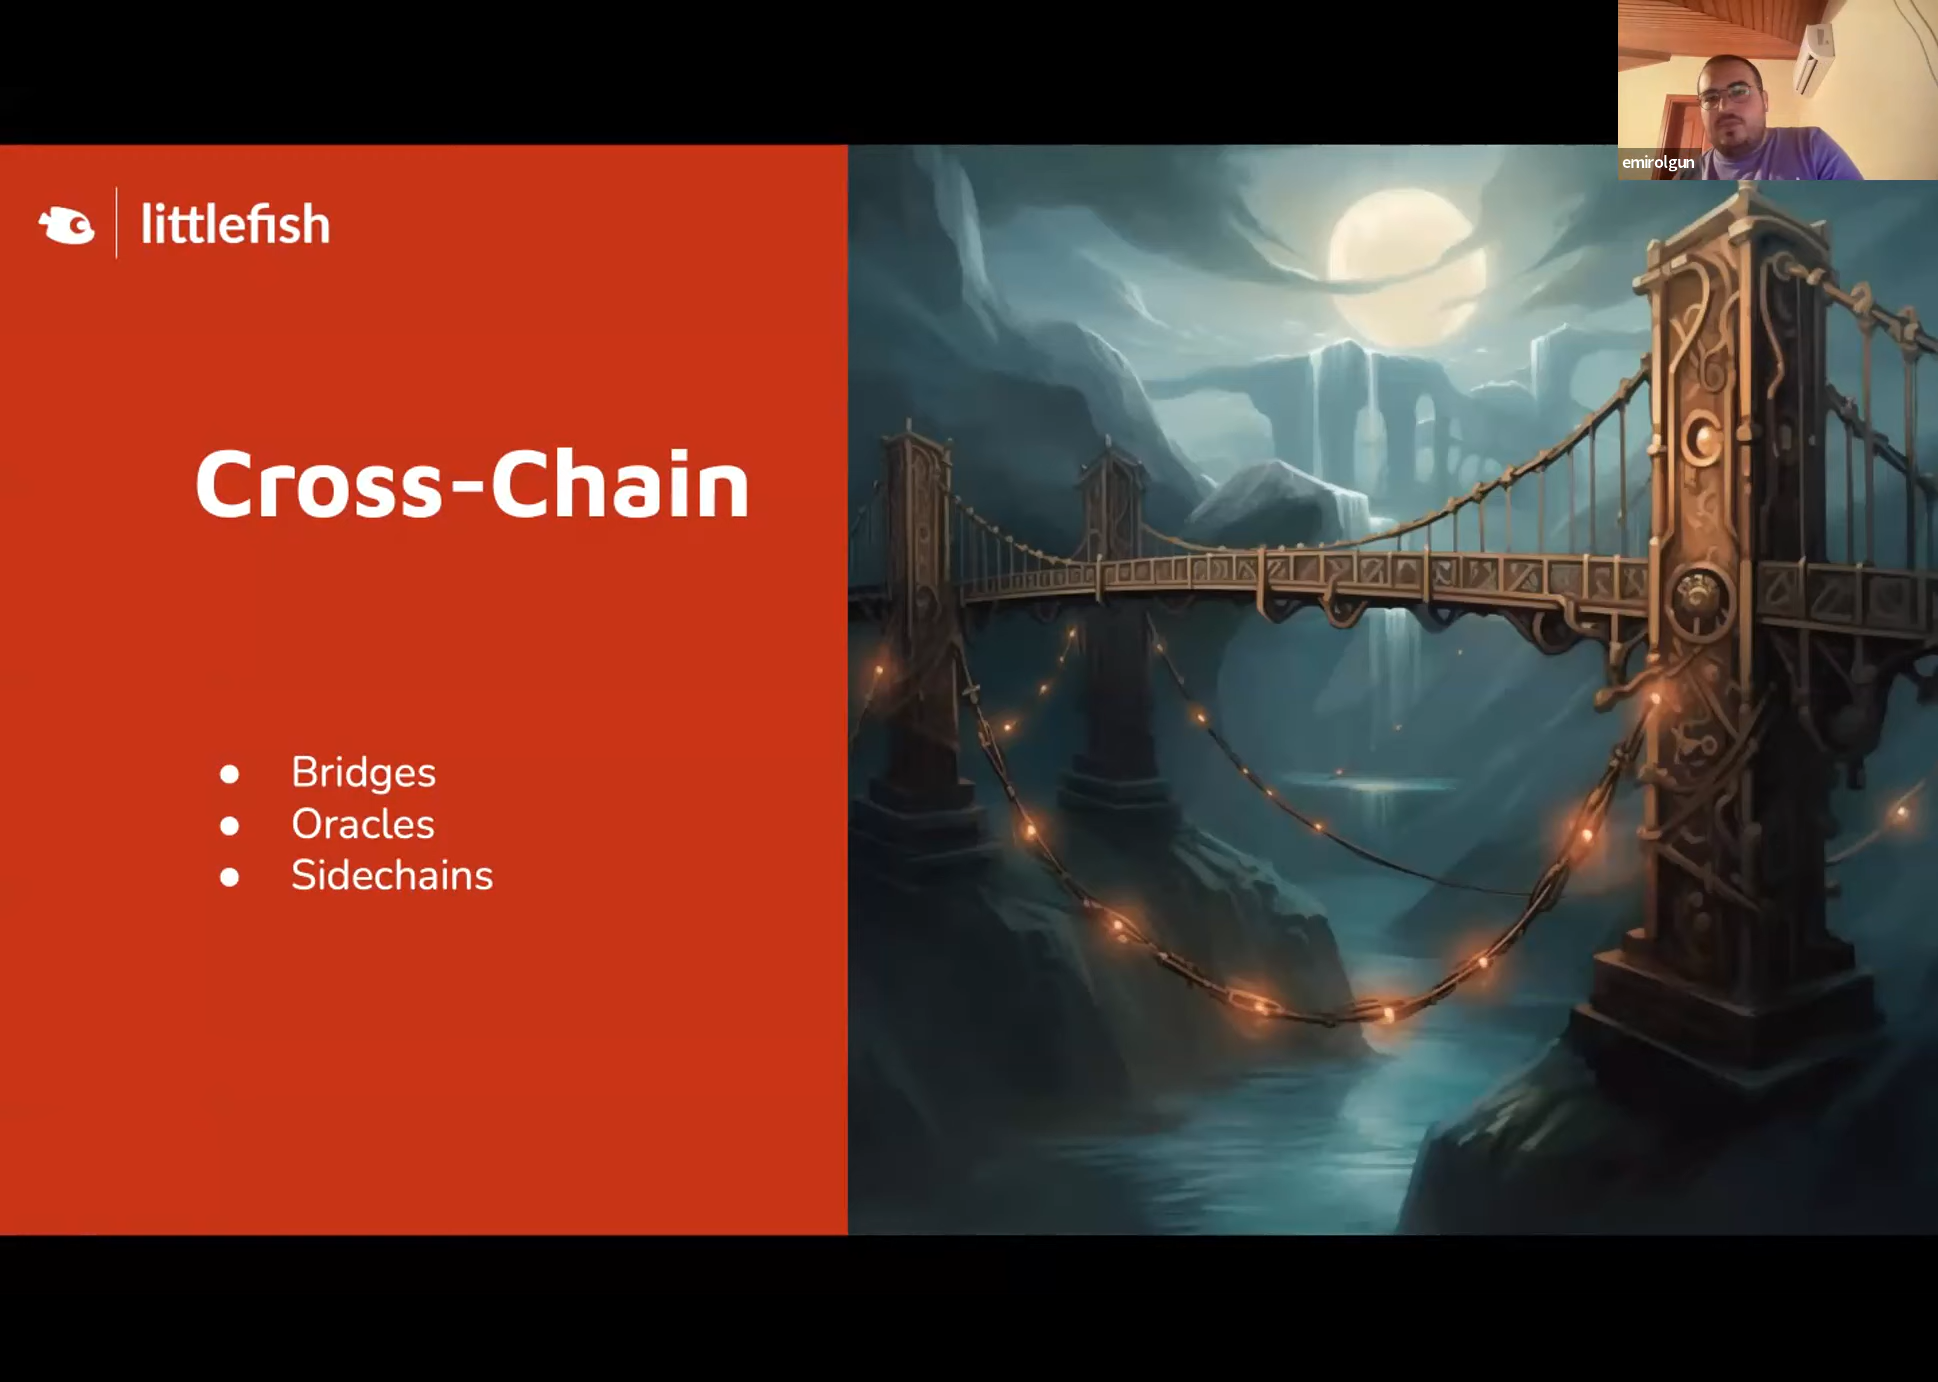 littlefish
Cross-Chain
● Bridges
● Oracles
● Sidechains
emirolgun